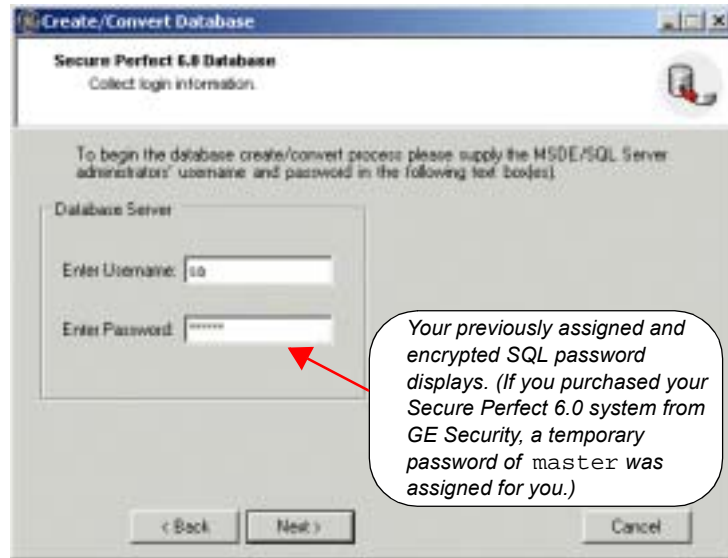 Create/Convert Database
Secure Perfect 6.0 Database
Collect login information.
To begin the database create/convert process please supply the MSDE/SQL Server
administrators' username and password in the following text box(es)
Database Server
Enter Username: sa
Enter Password: ******
Your previously assigned and
encrypted SQL password
displays. (If you purchased your
Secure Perfect 6.0 system from
GE Security, a temporary
password of master was
assigned for you.)
< Back
Next >
Cancel